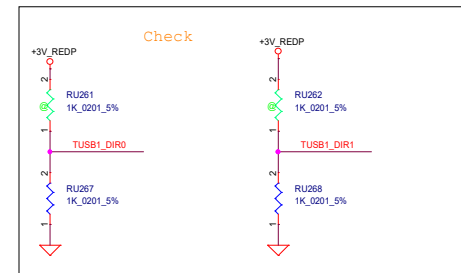 Check
+3V_REDP
+3V_REDP
2
2
RU261
RU262
@
1K_0201_5%
@
1K_0201_5%
1
1
TUSB1_DIR0
TUSB1_DIR1
2
2
RU267
RU268
1K_0201_5%
1K_0201_5%
1
1